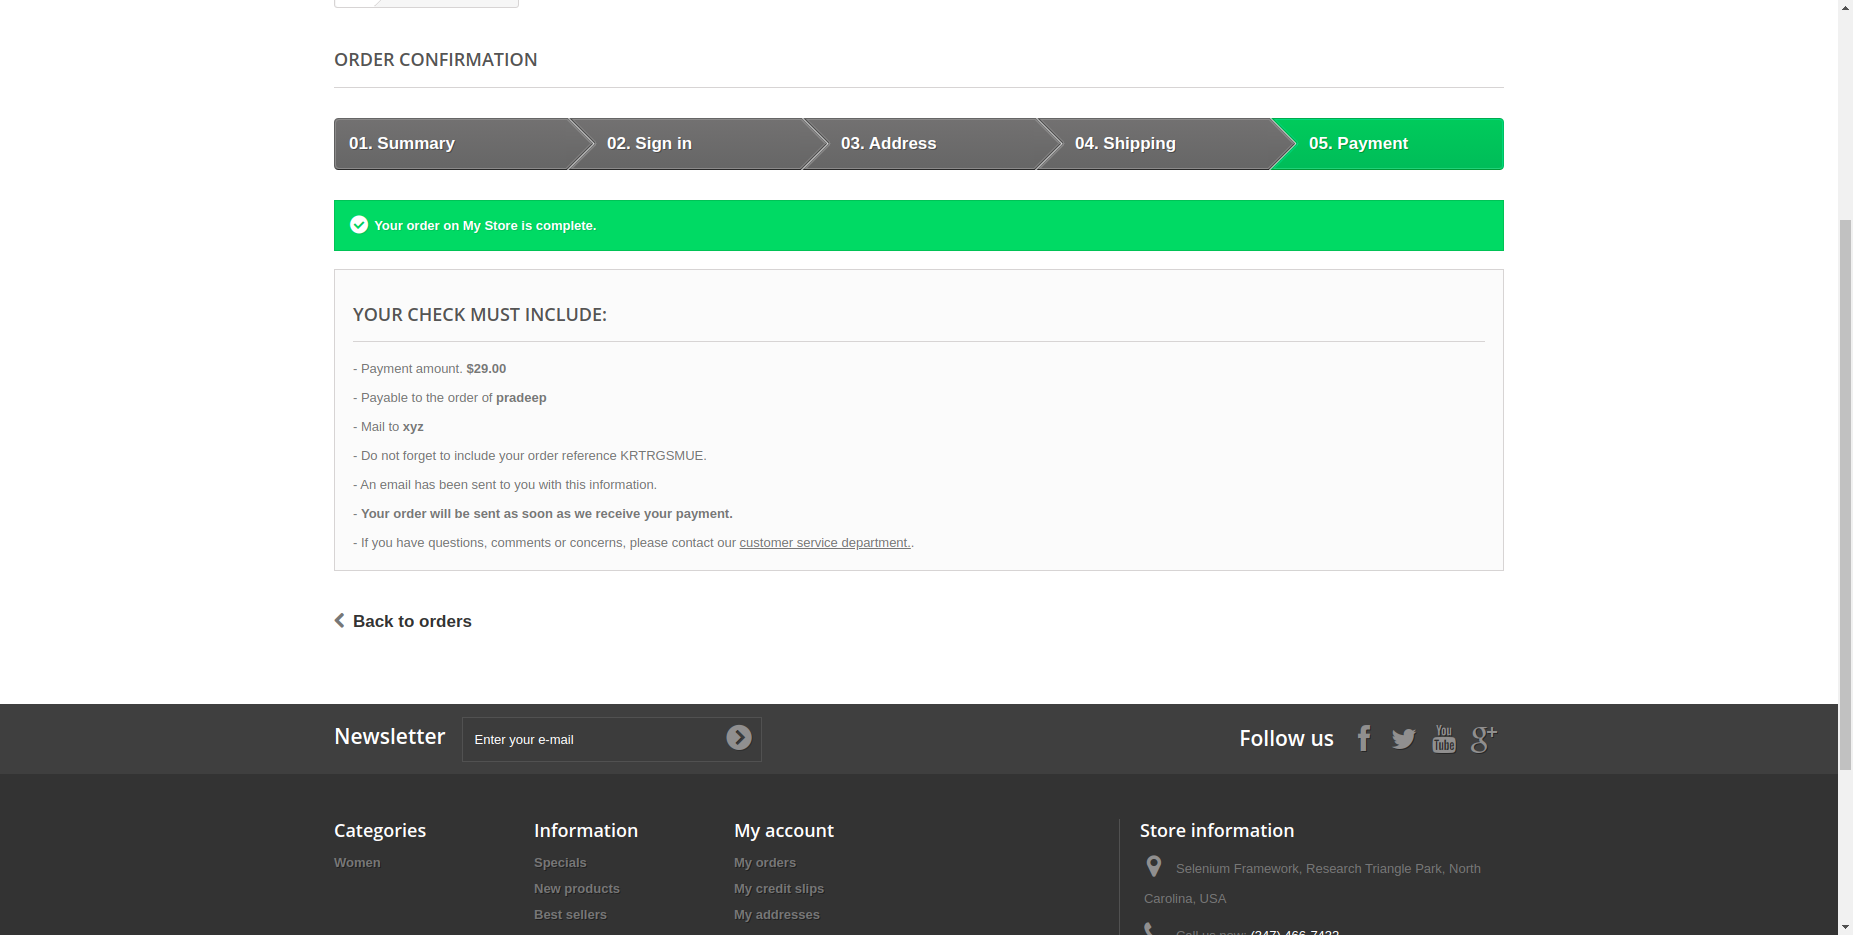 ORDER CONFIRMATION
01. Summary
02. Sign in
03. Address
04. Shipping
05. Payment
Your order on My Store is complete.
YOUR CHECK MUST INCLUDE:
- Payment amount. $29.00
- Payable to the order of pradeep
- Mail to xyz
- Do not forget to include your order reference KRTRGSMUE.
- An email has been sent to you with this information.
- Your order will be sent as soon as we receive your payment.
- If you have questions, comments or concerns, please contact our customer service department..
Back to orders
Newsletter
Enter your e-mail
Follow us
You
Tube
g+
Categories
Women
Information
Specials
New products
Best sellers
My account
My orders
My credit slips
My addresses
Store information
Selenium Framework, Research Triangle Park, North
Carolina, USA
Call us now: (347) 466-7432